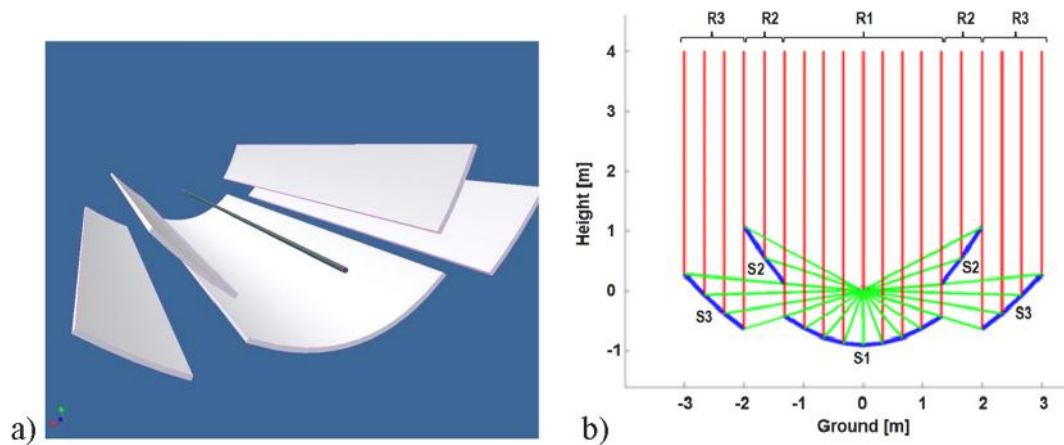 a)
b)
R3 R2 R1 R2 R3
Height [m]
4
3
2
1
0
-1
S2 S2
S3 S3
S1
-3 -2 -1 0 1 2 3
Ground [m]